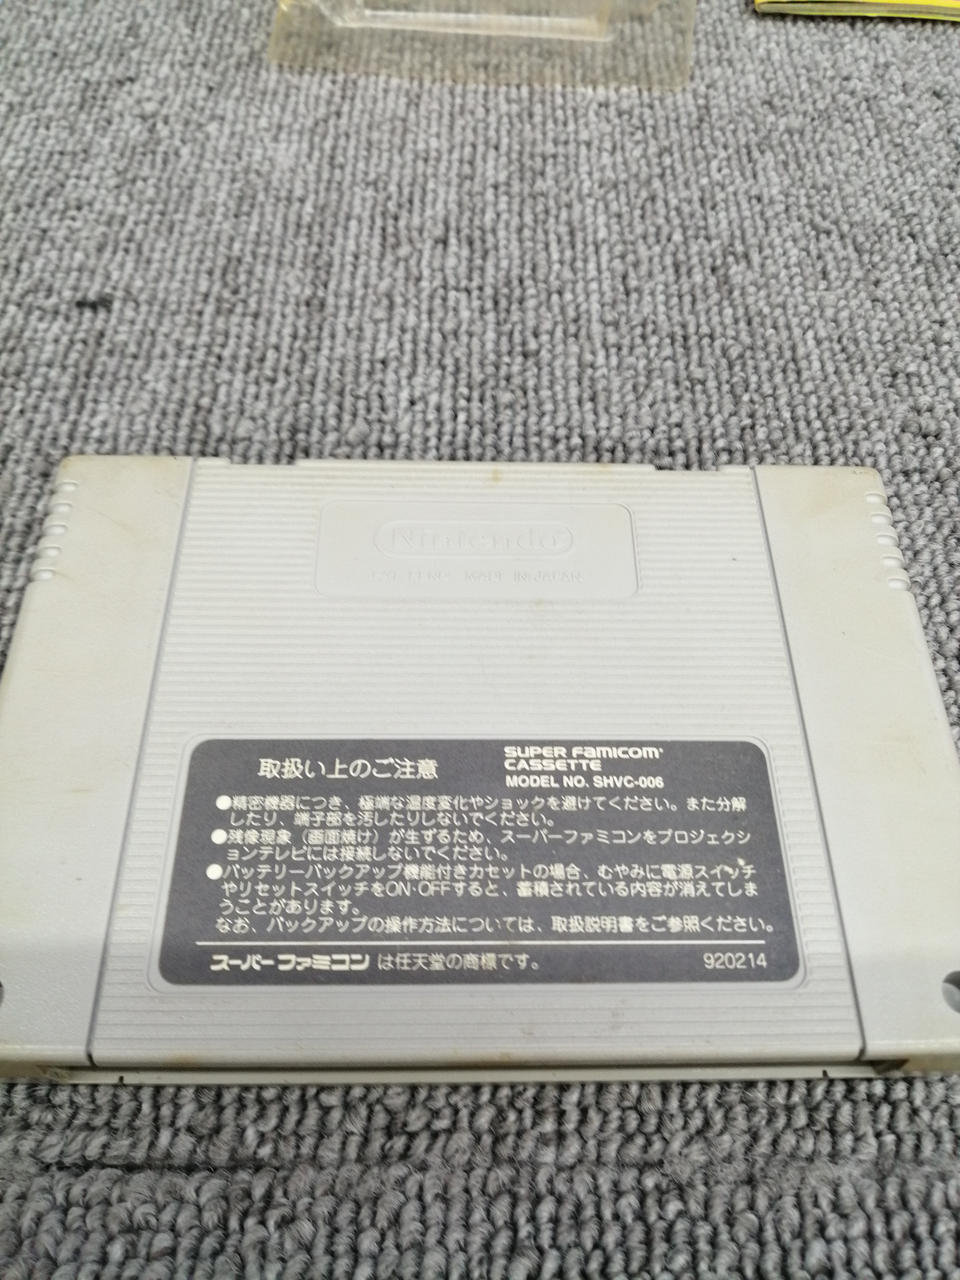 Nintendo
PAT. PEND. MADE IN JAPAN
取扱い上のご注意
SUPER FAMICOM
CASSETTE
MODEL NO. SHVC-006
●精密機器につき、極端な温度変化やショックを避けてください。また分解
したり、端子部を汚したりしないでください。
●残像現象（画面焼け）が生ずるため、スーパーファミコンをプロジェクシ
ョンテレビには接続しないでください。
●バッテリーバックアップ機能付きカセットの場合、むやみに電源スイッチ
やリセットスイッチをON·OFFすると、蓄積されている内容が消えてしま
うことがあります。
なお、バックアップの操作方法については、取扱説明書をご参照ください。
スーパーファミコン は任天堂の商標です。
920214